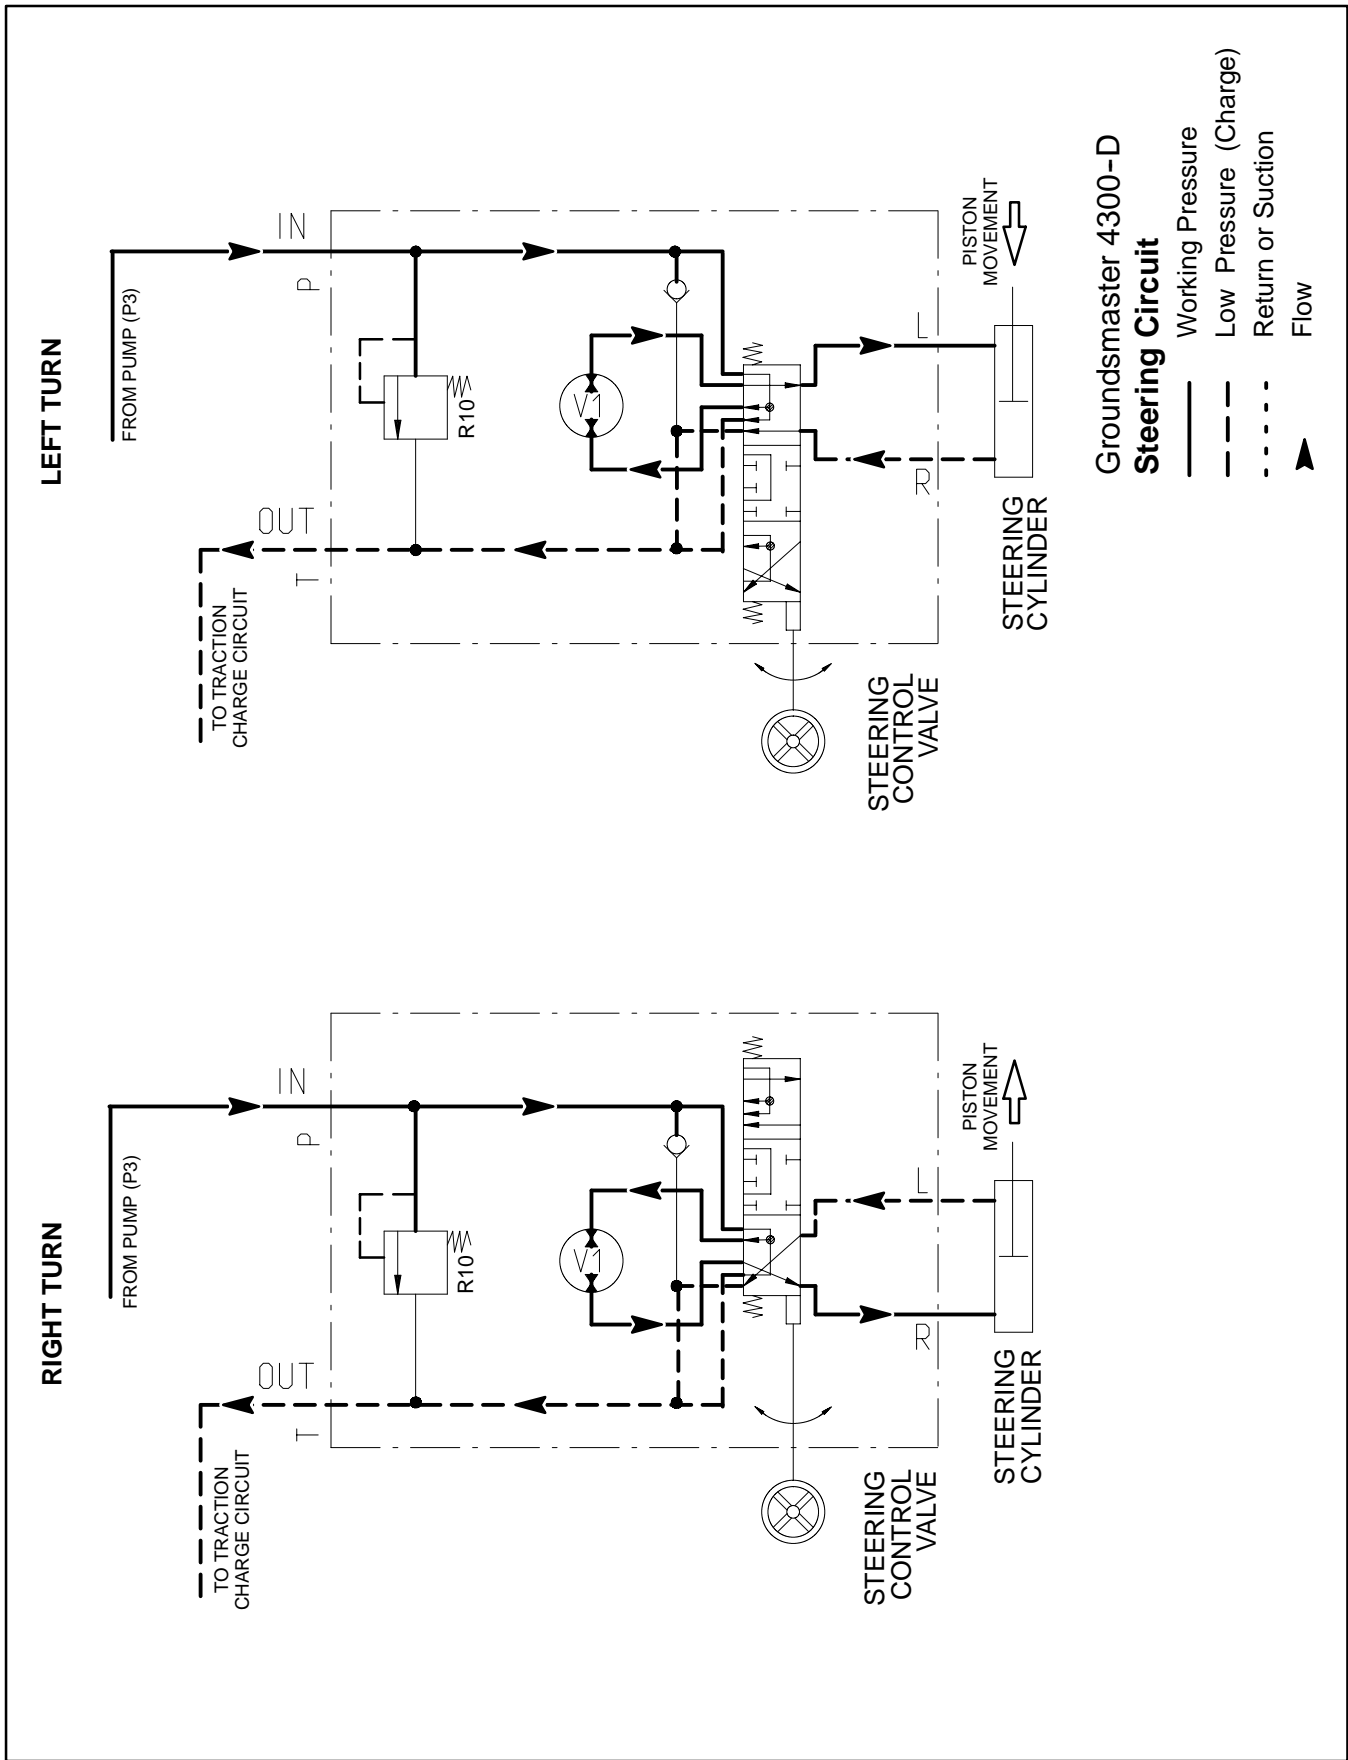 RIGHT TURN
FROM PUMP (P3)
TO TRACTION
CHARGE CIRCUIT
IN
P
OUT
T
R10
V1
STEERING
CONTROL
VALVE
L
R
PISTON
MOVEMENT
STEERING
CYLINDER
LEFT TURN
FROM PUMP (P3)
TO TRACTION
CHARGE CIRCUIT
IN
P
OUT
T
R10
V1
STEERING
CONTROL
VALVE
L
R
PISTON
MOVEMENT
STEERING
CYLINDER
Groundsmaster 4300-D
Steering Circuit
Working Pressure
Low Pressure (Charge)
Return or Suction
Flow